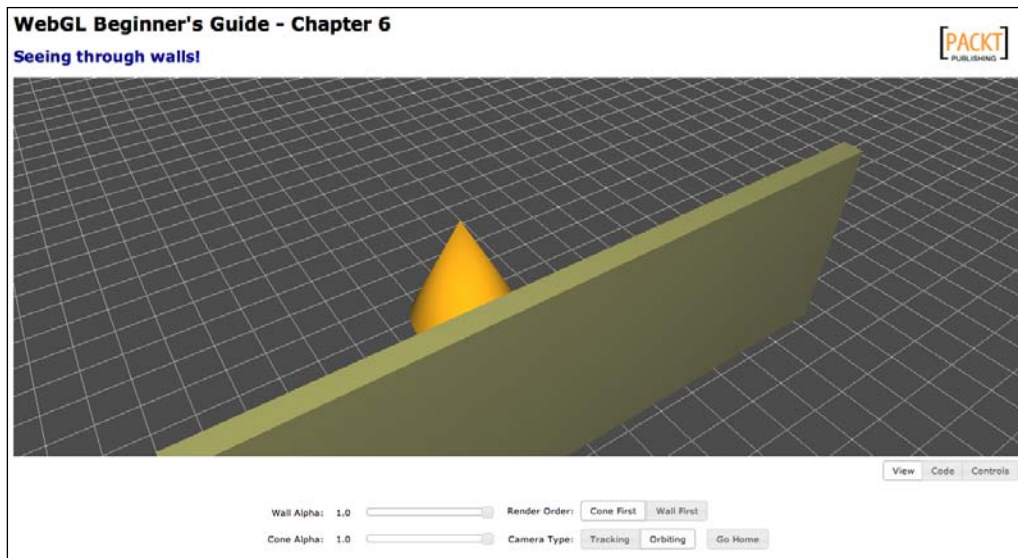 WebGL Beginner's Guide - Chapter 6
[PACKT]
PUBLISHING
Seeing through walls!
View Code Controls
Wall Alpha: 1.0 Render Order: Cone First Wall First
Cone Alpha: 1.0 Camera Type: Tracking Orbiting Go Home